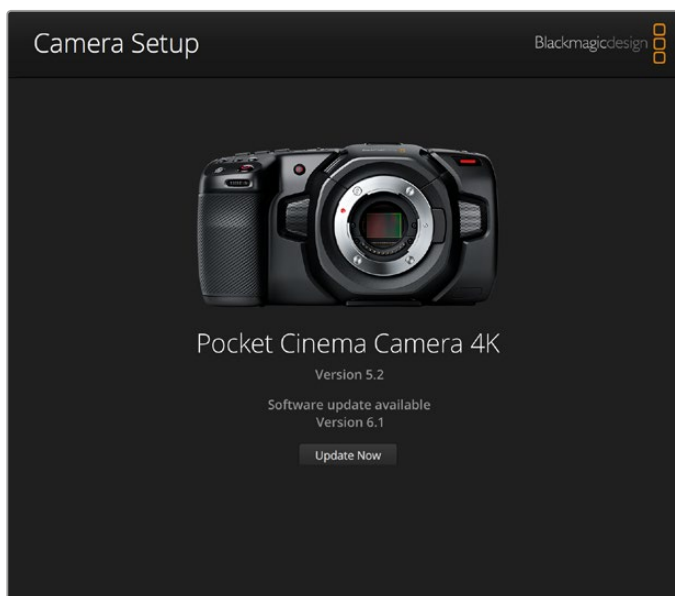 Camera Setup
Blackmagicdesign
Pocket Cinema Camera 4K
Version 5.2
Software update available
Version 6.1
Update Now